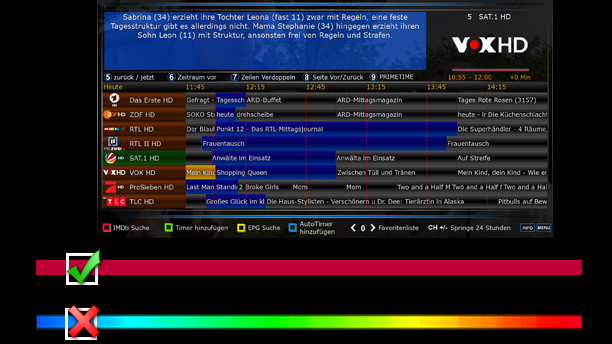 Sabrina (34) erzieht ihre Tochter Leona (fast 11) zwar mit Regeln, eine feste
Tagesstruktur gibt es allerdings nicht. Mama Stephanie (34) hingegen erzieht ihren
Sohn Leon (11) mit Struktur, ansonsten frei von Regeln und Strafen.
5 SAT.1 HD
VOXHD
5 zurück / jetzt 6 Zeitraum vor 7 Zeilen Verdoppeln 8 Seite Vor/Zurück 9 PRIMETIME 10:55 - 12:00 +0 Min
Heute 11:45 12:15 12:45 13:15 13:45 14:15
Das Erste HD Gefragt - Tagessch ARD-Buffet ARD-Mittagsmagazin Tages Rote Rosen (3157)
ZDF HD SOKO St heute drehscheibe ARD-Mittagsmagazin heute - ir Die Küchenschlacht
RTL HD Der Blaul Punkt 12 - Das RTL-Mittagsjournal Die Superhändler - 4 Räume,
RTL II HD Frauentausch Frauentausch
SAT.1 HD Anwälte im Einsatz Anwälte im Einsatz Auf Streife
VOX HD Mein Kind Shopping Queen Zwischen Tüll und Tränen Mein Kind, dein Kind - Wie er
ProSieben HD Last Man Standi 2 Broke Girls Mom Mom Two and a Half M Two and a Half M Two and a Hal
TLC HD Großes Glück im kl Die Haus-Stylisten - Verschönern u Dr. Dee: Tierärztin in Alaska Pitbulls auf Bew
IMDb Suche Timer hinzufügen EPG Suche AutoTimer hinzufügen 0 Favoritenliste CH +/- Springe 24 Stunden INFO MENU